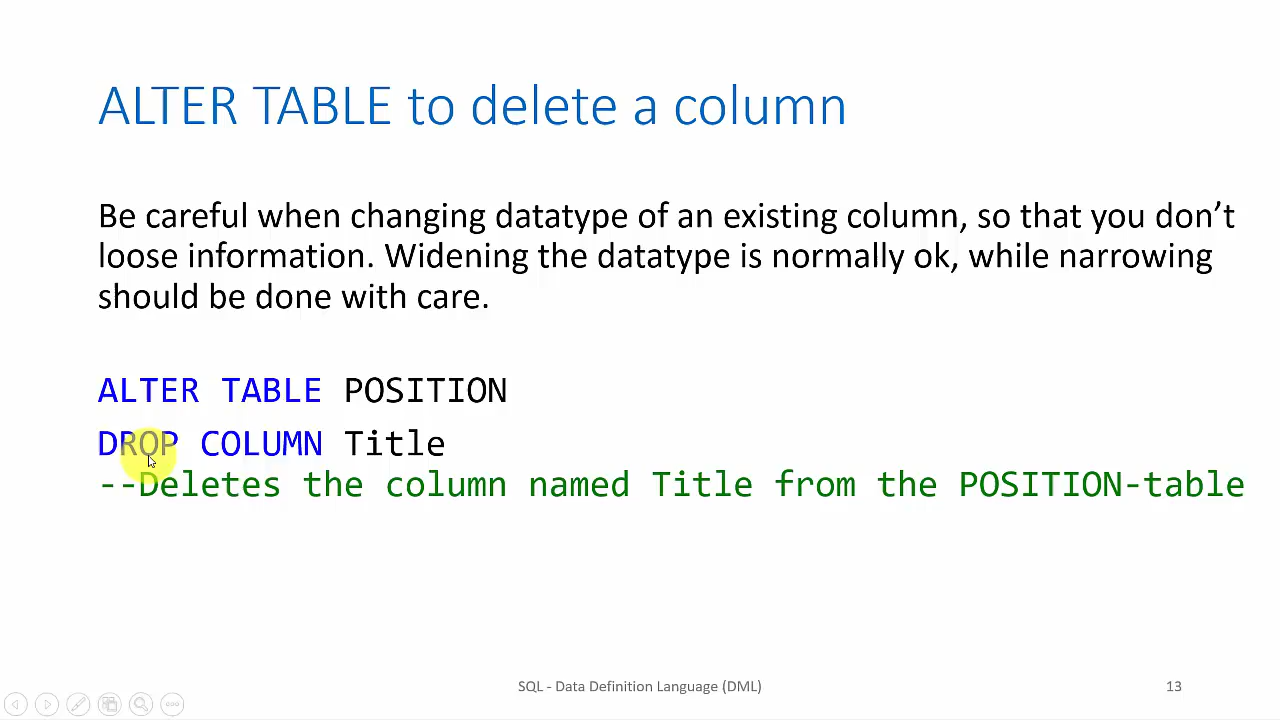 ALTER TABLE to delete a column
Be careful when changing datatype of an existing column, so that you don’t
loose information. Widening the datatype is normally ok, while narrowing
should be done with care.
ALTER TABLE POSITION
DROP COLUMN Title
--Deletes the column named Title from the POSITION-table
SQL - Data Definition Language (DML)
13